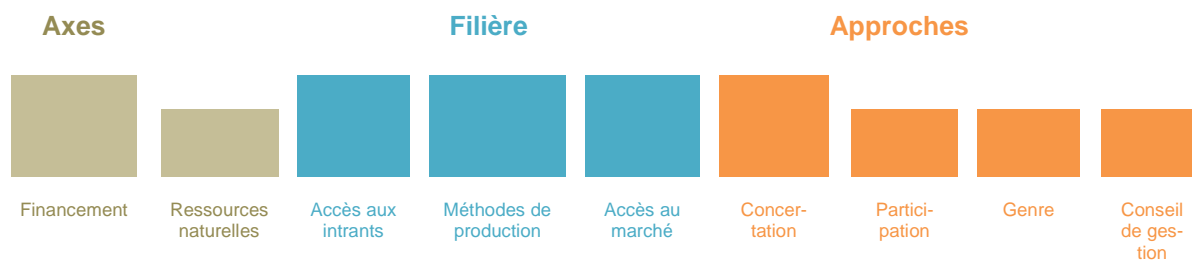 Axes
Filière
Approches
Financement
Ressources
naturelles
Accès aux
intrants
Méthodes de
production
Accès au
marché
Concer-
tation
Partici-
pation
Genre
Conseil
de ges-
tion